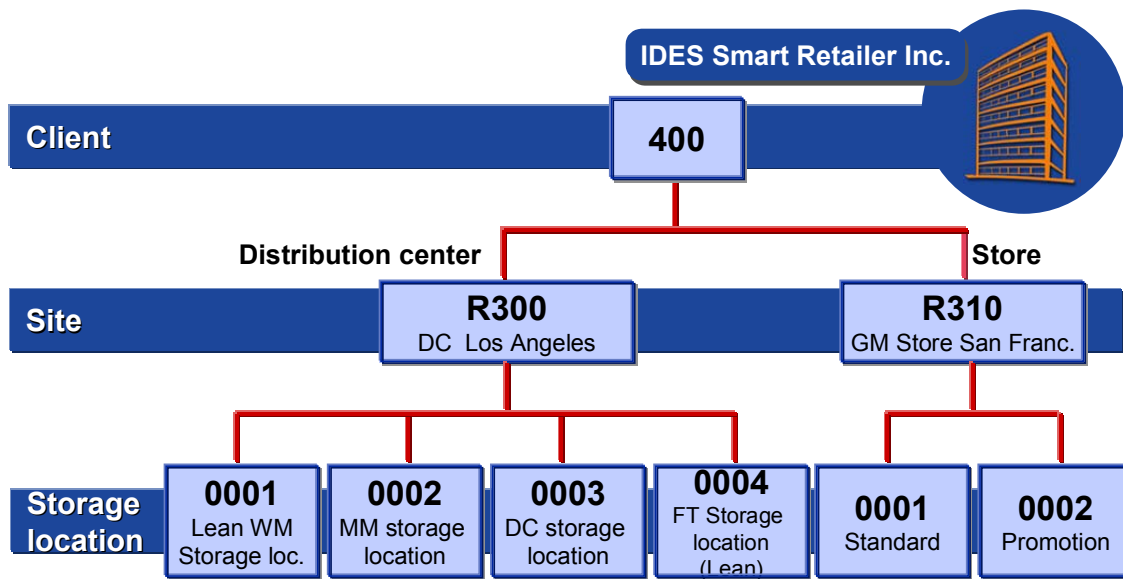 IDES Smart Retailer Inc.
Client
400
Distribution center
Store
Site
R300
DC Los Angeles
R310
GM Store San Franc.
Storage
location
0001
Lean WM
Storage loc.
0002
MM storage
location
0003
DC storage
location
0004
FT Storage
location
(Lean)
0001
Standard
0002
Promotion